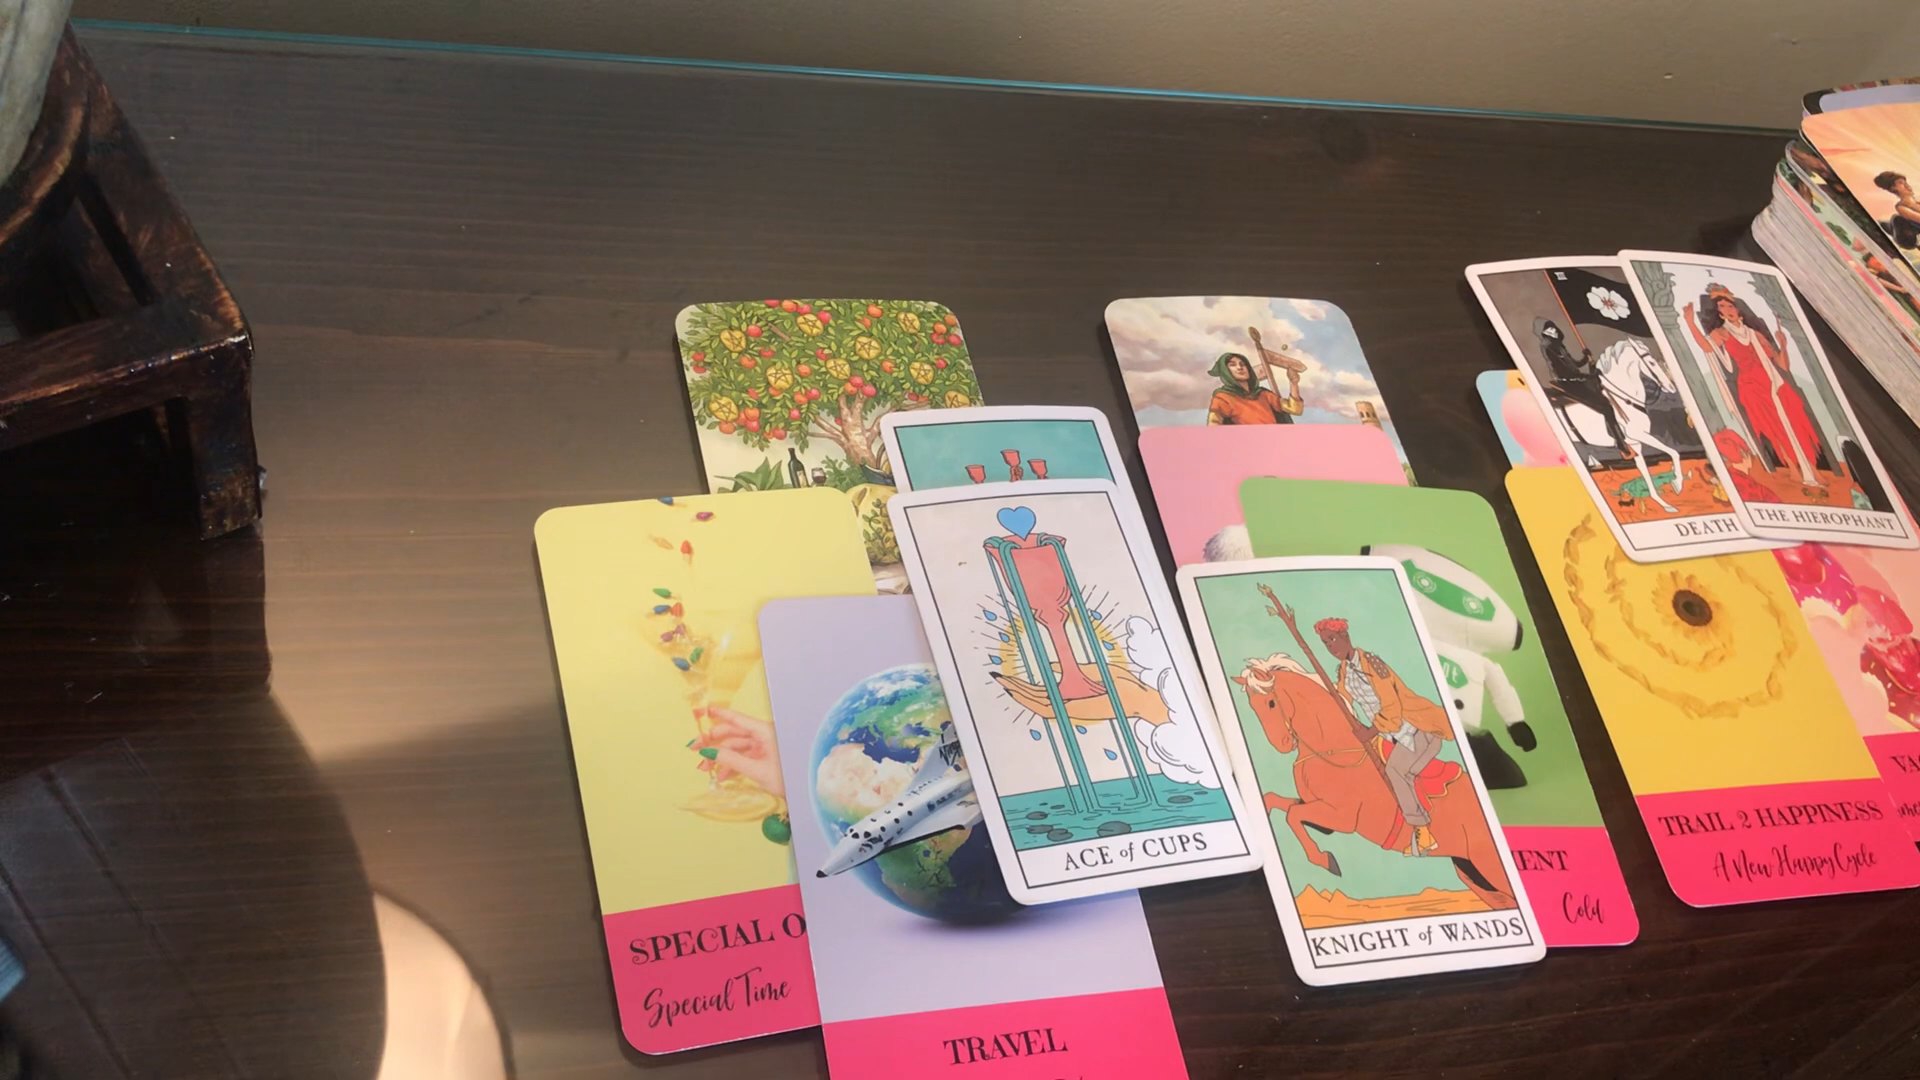 SPECIAL O
Special Time
TRAVEL
ACE of CUPS
KNIGHT of WANDS
ENT
Cold
DEATH
I
THE HIEROPHANT
TRAIL 2 HAPPINESS
A New Happy Cycle
VA